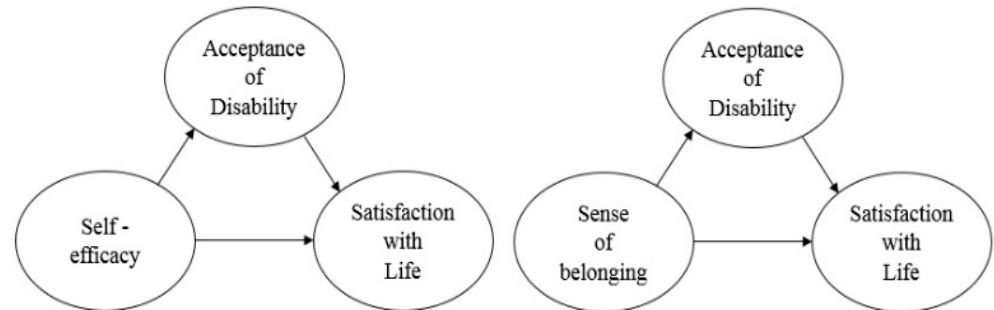 Acceptance
of
Disability
Self -
efficacy
Satisfaction
with
Life
Acceptance
of
Disability
Sense
of
belonging
Satisfaction
with
Life